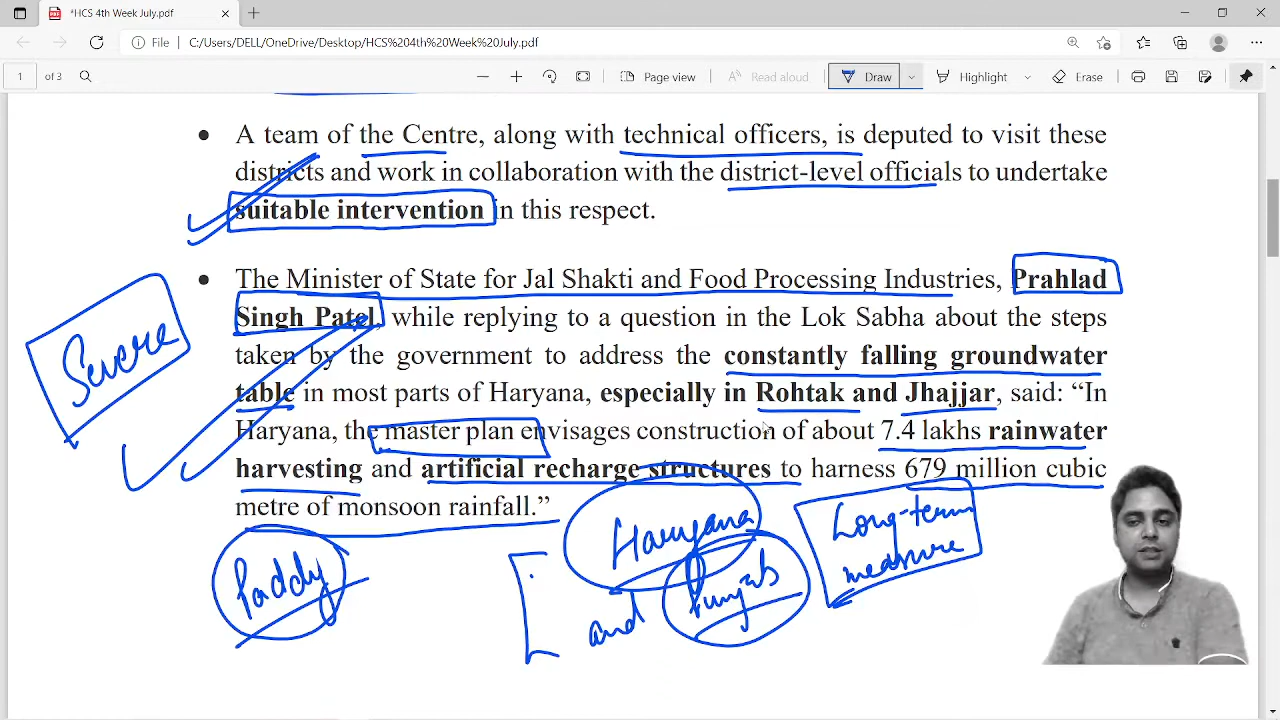 *HCS 4th Week July.pdf
File
C:/Users/DELL/OneDrive/Desktop/HCS%204th%20Week%20July.pdf
1
of 3
Page view
Read aloud
Draw
Highlight
Erase
• A team of the Centre, along with technical officers, is deputed to visit these
districts and work in collaboration with the district-level officials to undertake
suitable intervention in this respect.
• The Minister of State for Jal Shakti and Food Processing Industries, Prahlad
Singh Patel, while replying to a question in the Lok Sabha about the steps
taken by the government to address the constantly falling groundwater
table in most parts of Haryana, especially in Rohtak and Jhajjar, said: “In
Haryana, the master plan envisages construction of about 7.4 lakhs rainwater
harvesting and artificial recharge structures to harness 679 million cubic
metre of monsoon rainfall.”
Severe
Paddy
Haryana
and Punjab
Long-term
measure